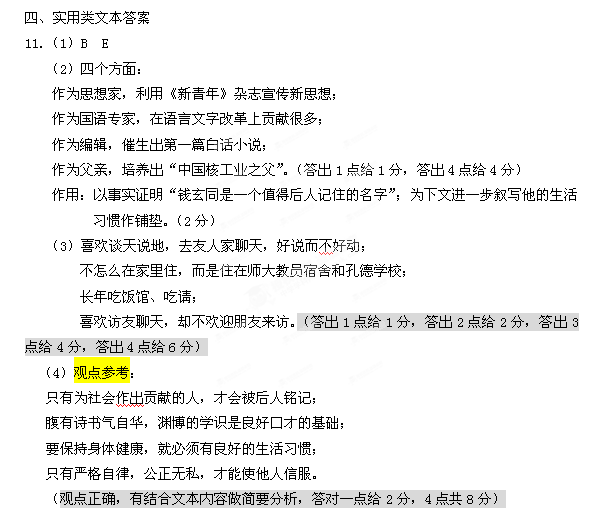 四、实用类文本答案
11.（1）B  E
（2）四个方面：
作为思想家，利用《新青年》杂志宣传新思想；
作为国语专家，在语言文字改革上贡献很多；
作为编辑，催生出第一篇白话小说；
作为父亲，培养出“中国核工业之父”。（答出1点给1分，答出4点给4分）
作用：以事实证明“钱玄同是一个值得后人记住的名字”；为下文进一步叙写他的生活
习惯作铺垫。（2分）
（3）喜欢谈天说地，去友人家聊天，好说而不好动；
不怎么在家里住，而是住在师大教员宿舍和孔德学校；
长年吃饭馆、吃请；
喜欢访友聊天，却不欢迎朋友来访。（答出1点给1分，答出2点给2分，答出3
点给4分，答出4点给6分）
（4）观点参考：
只有为社会作出贡献的人，才会被后人铭记；
腹有诗书气自华，渊博的学识是良好口才的基础；
要保持身体健康，就必须有良好的生活习惯；
只有严格自律，公正无私，才能使他人信服。
（观点正确，有结合文本内容做简要分析，答对一点给2分，4点共8分）